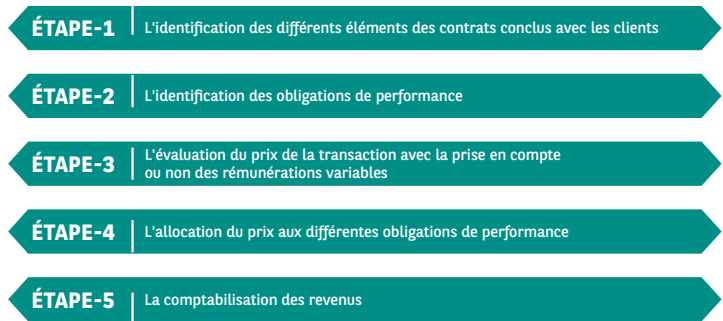 ÉTAPE-1 L'identification des différents éléments des contrats conclus avec les clients
ÉTAPE-2 L'identification des obligations de performance
ÉTAPE-3 L'évaluation du prix de la transaction avec la prise en compte
ou non des rémunérations variables
ÉTAPE-4 L'allocation du prix aux différentes obligations de performance
ÉTAPE-5 La comptabilisation des revenus